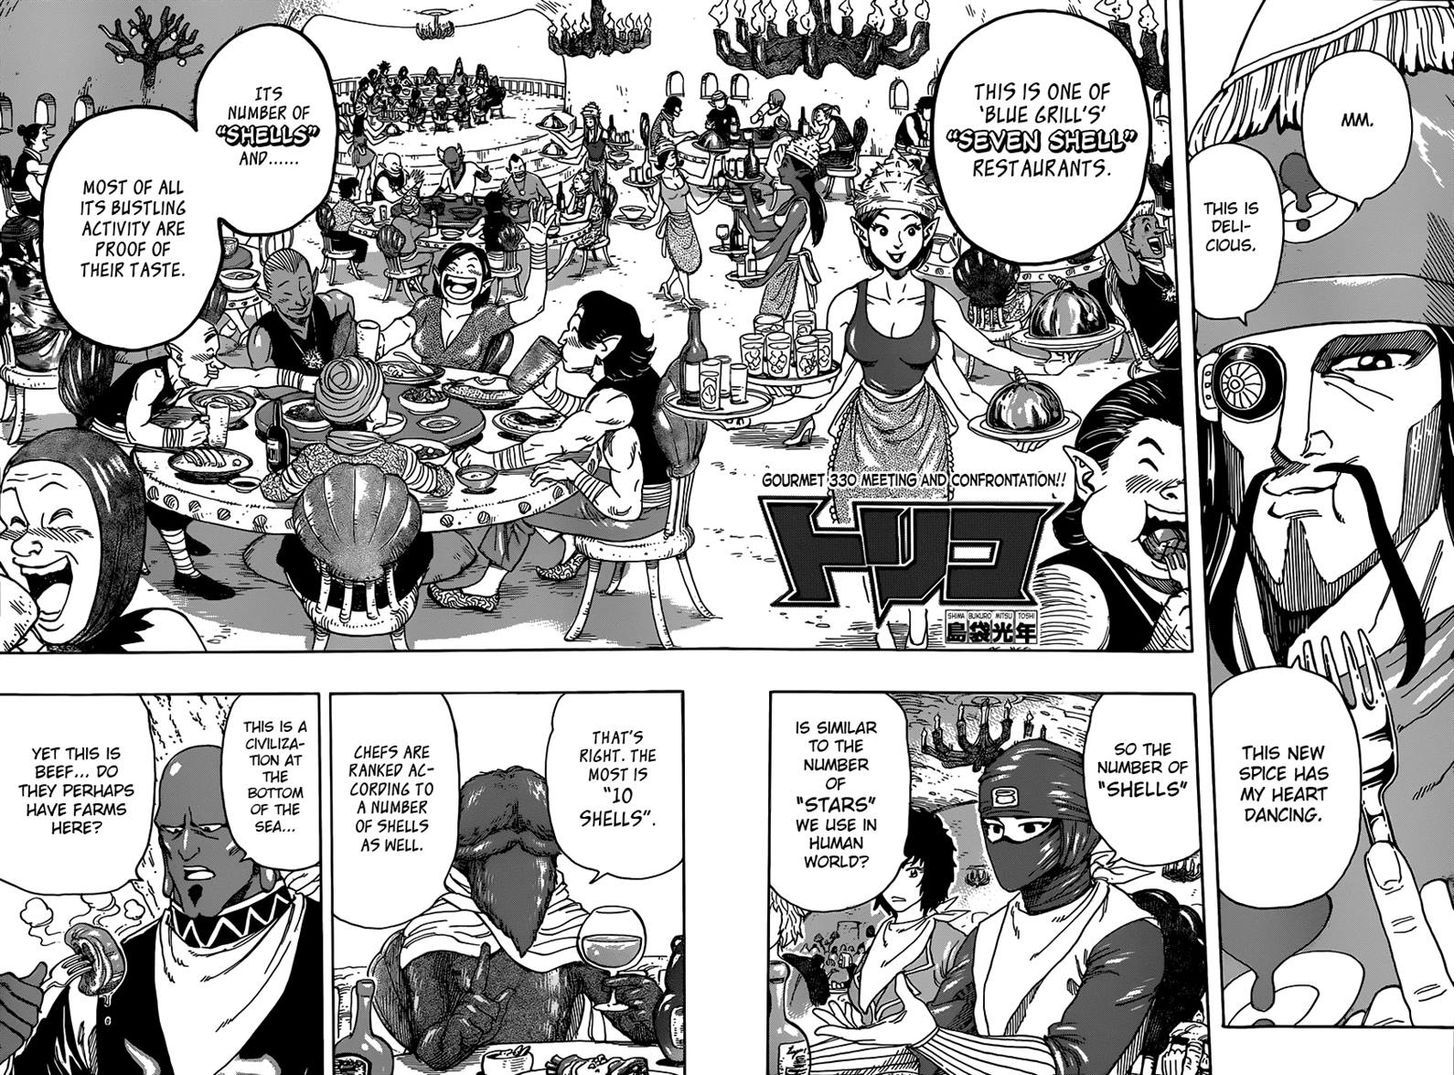 MM.
THIS IS
DELI-
CIOUS.
THIS NEW
SPICE HAS
MY HEART
DANCING.
THIS IS ONE OF
'BLUE GRILL'S'
"SEVEN SHELL"
RESTAURANTS.
ITS
NUMBER OF
"SHELLS"
AND......
MOST OF ALL
ITS BUSTLING
ACTIVITY ARE
PROOF OF
THEIR TASTE.
GOURMET 330 MEETING AND CONFRONTATION!!
トリコ
SHIMA BUKURO MITSU TOSHI
島袋光年
SO THE
NUMBER OF
"SHELLS"
IS SIMILAR
TO THE
NUMBER
OF
"STARS"
WE USE IN
HUMAN
WORLD?
THAT'S
RIGHT. THE
MOST IS
"10
SHELLS".
CHEFS ARE
RANKED AC-
CORDING TO
A NUMBER
OF SHELLS
AS WELL.
THIS IS A
CIVILIZA-
TION AT
THE
BOTTOM
OF THE
SEA...
YET THIS IS
BEEF... DO
THEY PERHAPS
HAVE FARMS
HERE?